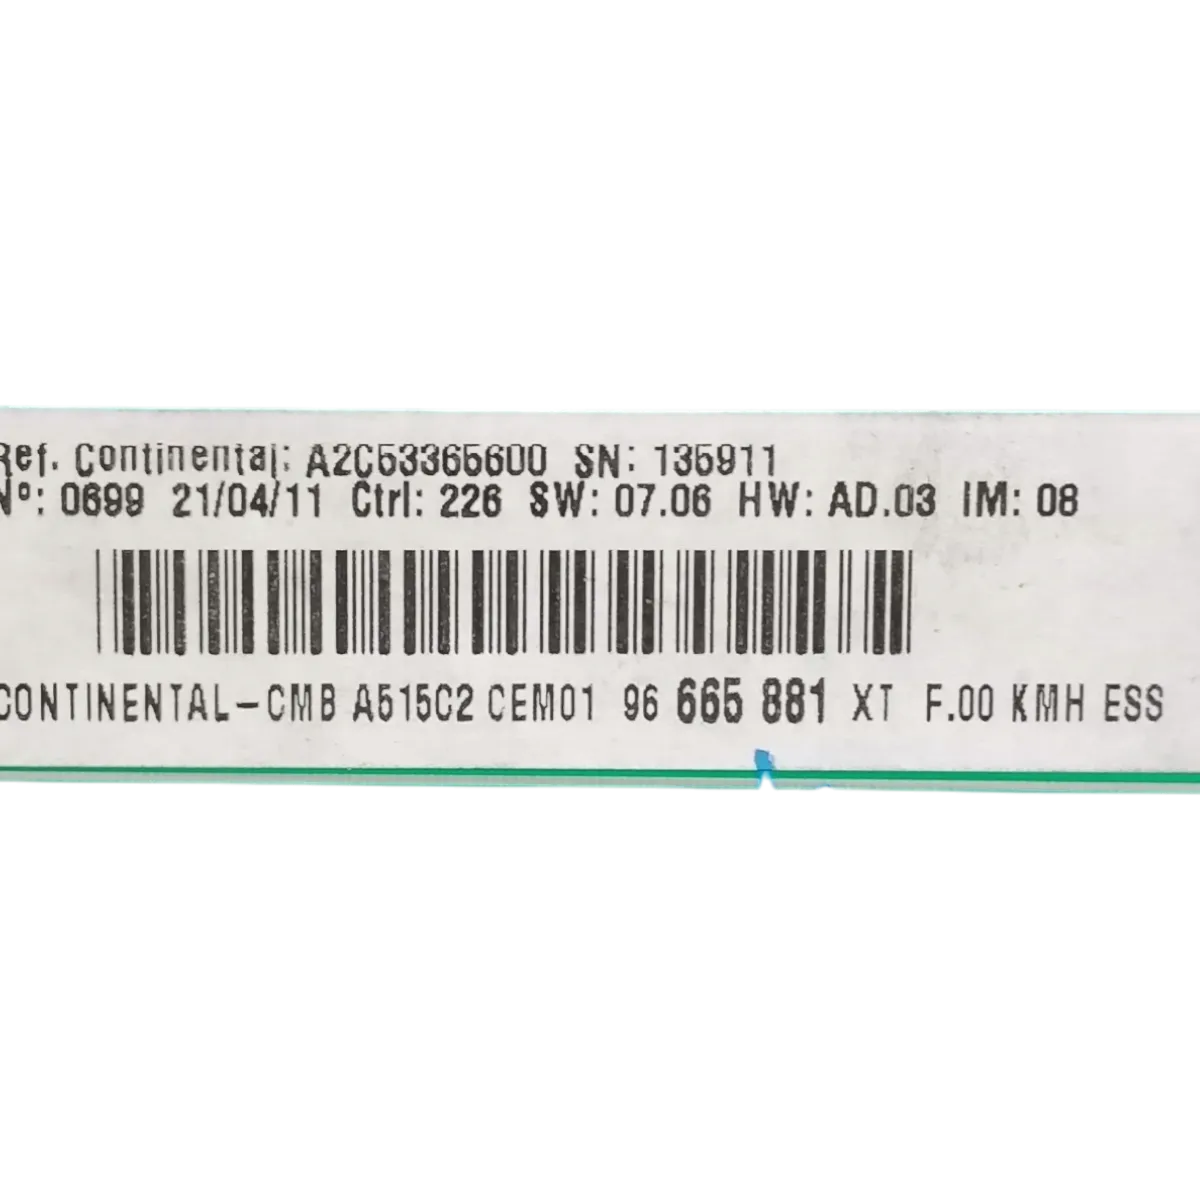 Ref. Continental: A2C53365600 SN: 135911
Nº: 0699 21/04/11 Ctrl: 226 SW: 07.06 HW: AD.03 IM: 08
CONTINENTAL-CMB A515C2 CEM01 96 665 881 XT F.00 KMH ESS